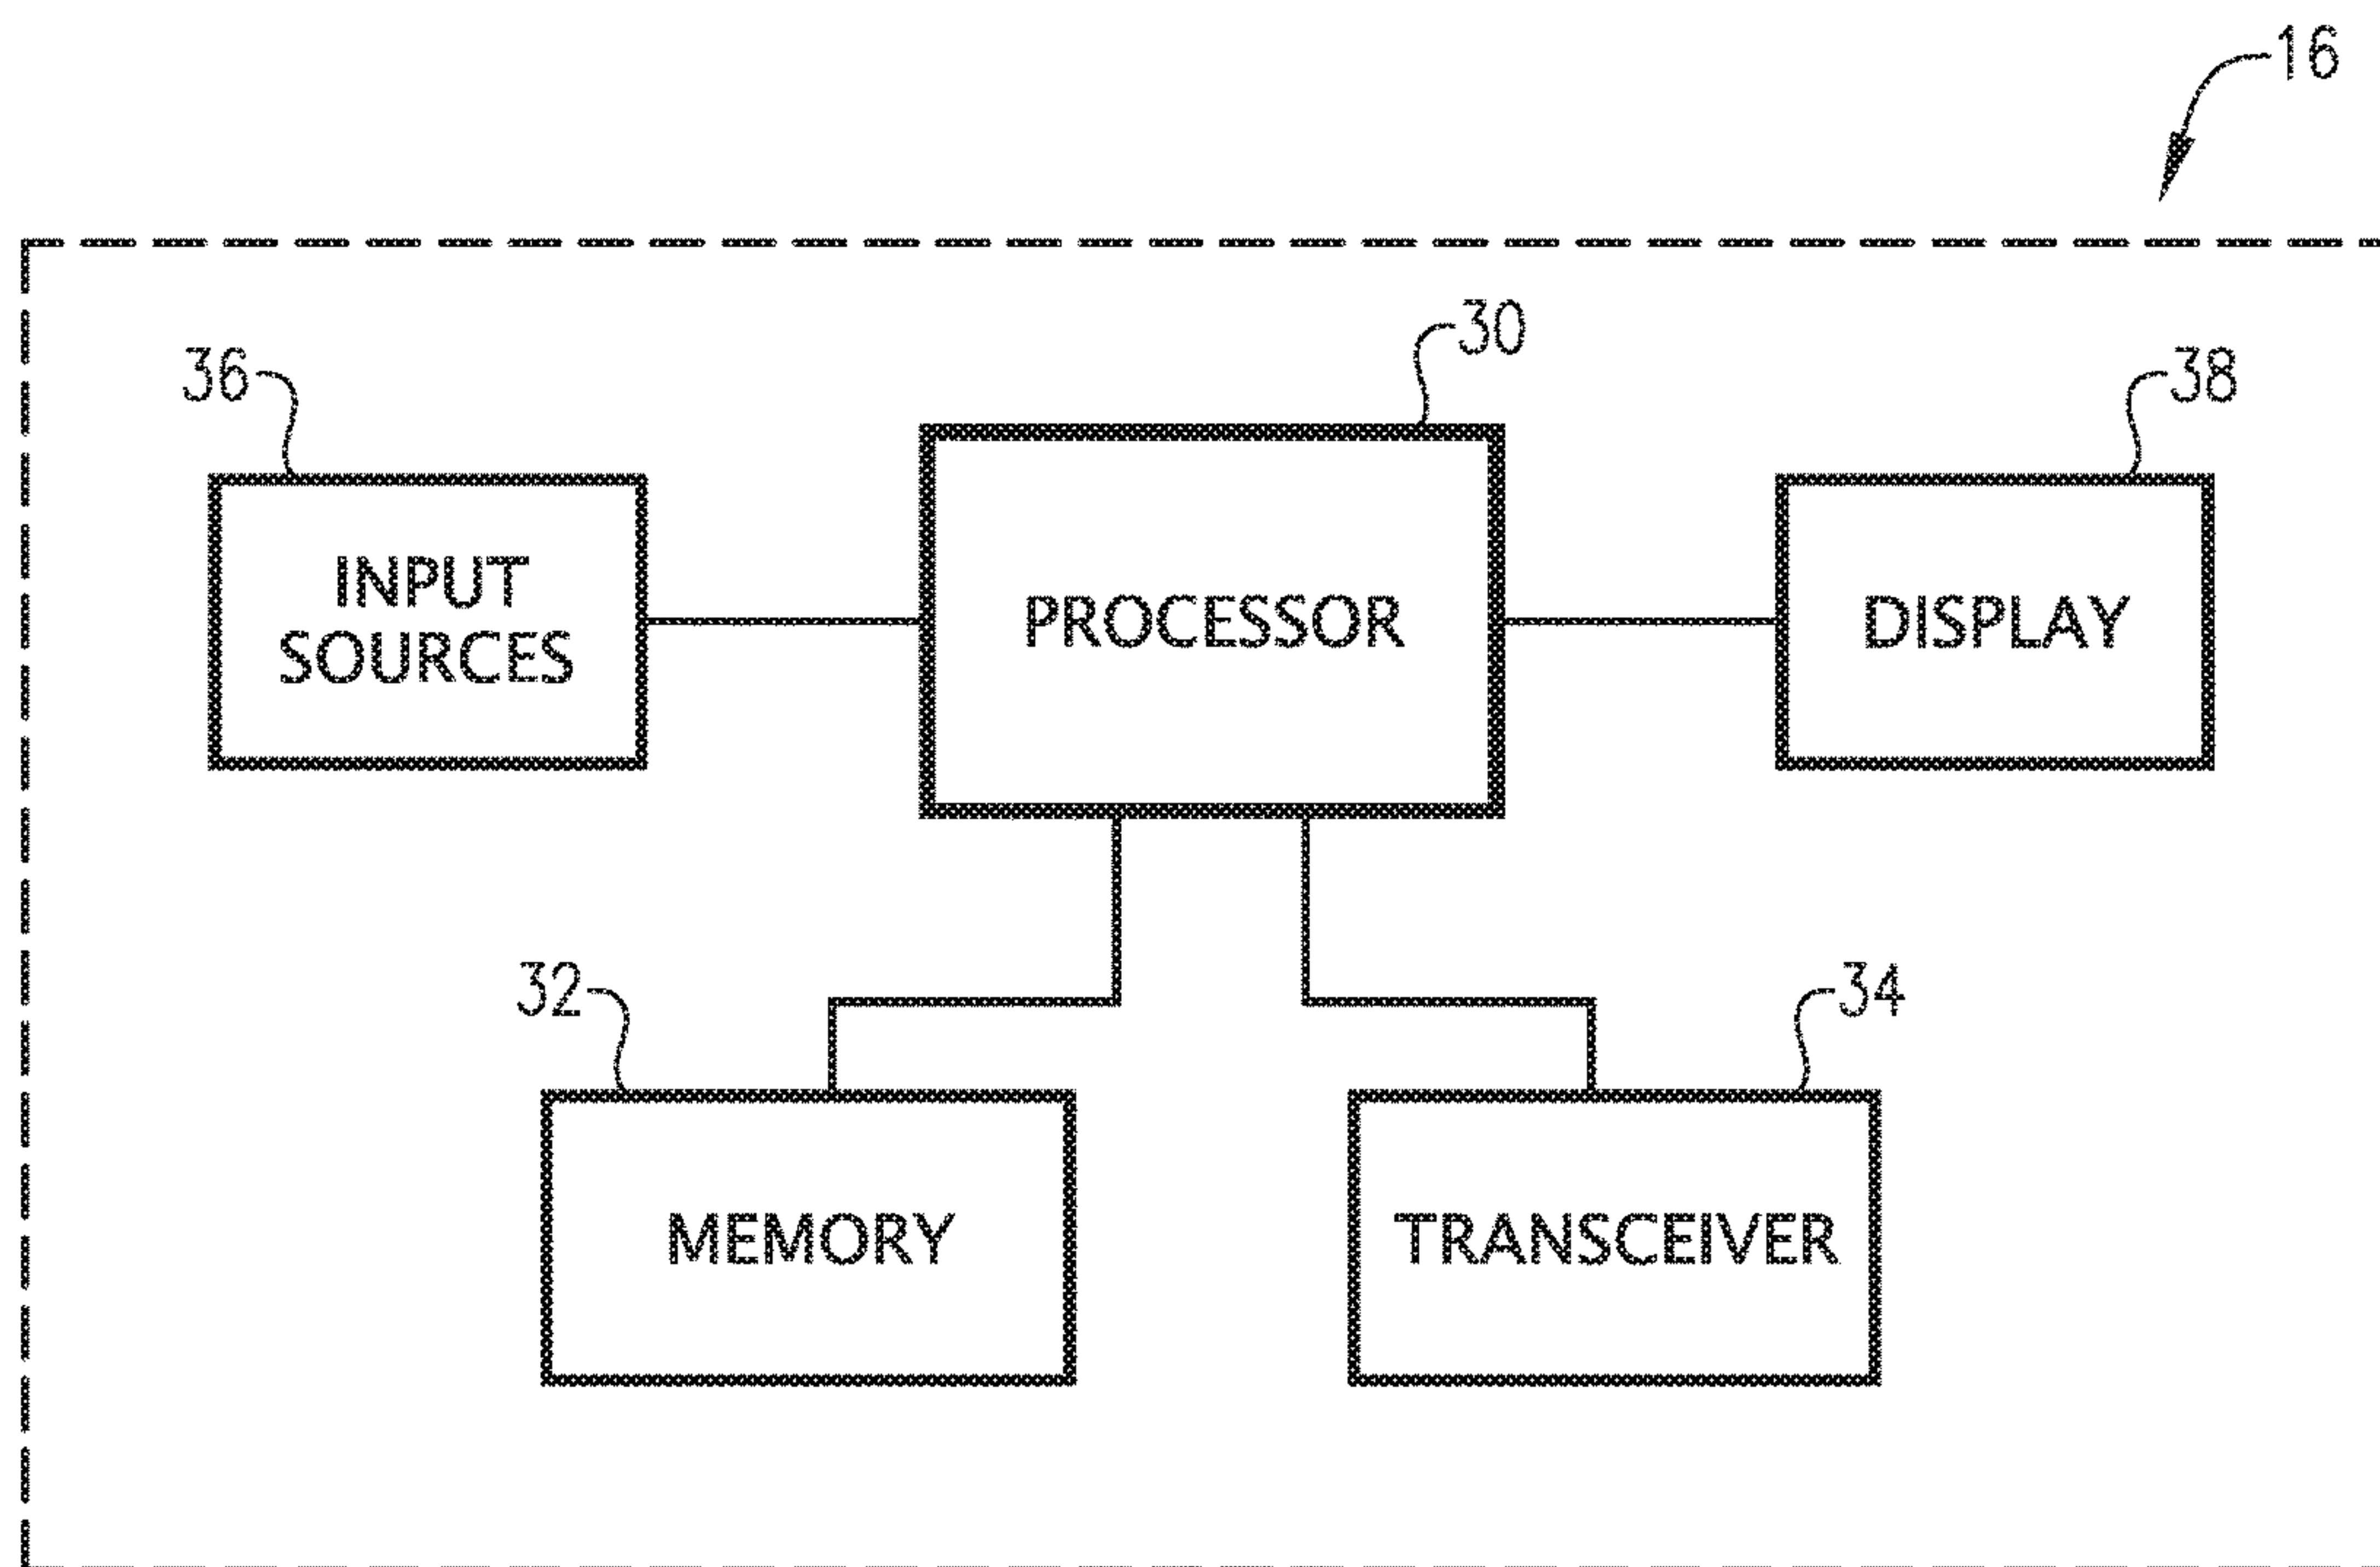 16
30
36
38
INPUT
SOURCES
PROCESSOR
DISPLAY
32
34
MEMORY
TRANSCEIVER